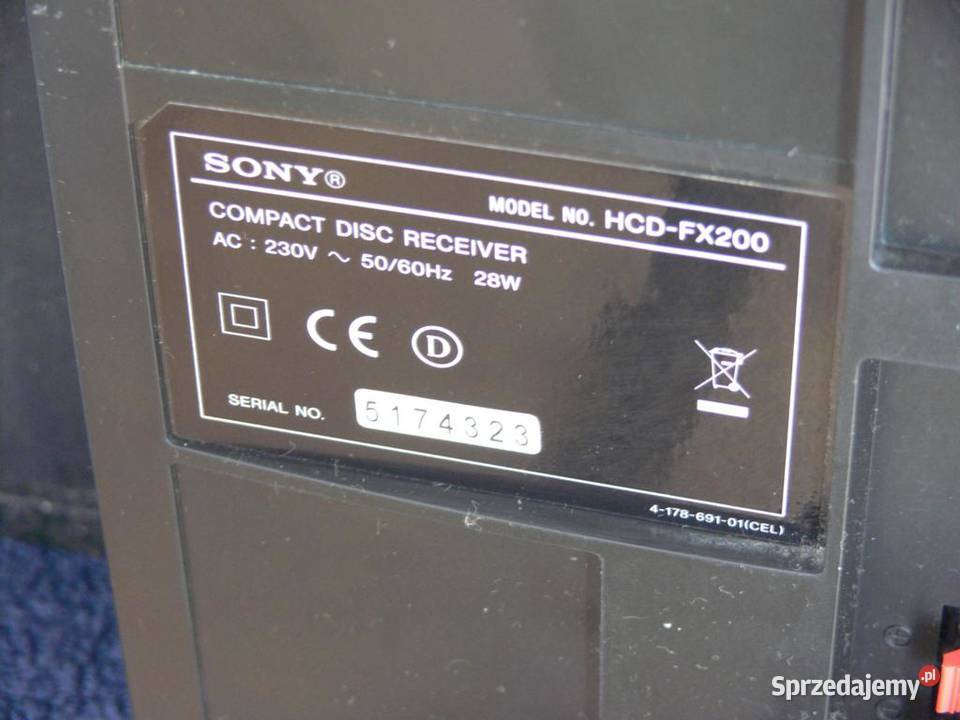 SONY®
MODEL NO. HCD-FX200
COMPACT DISC RECEIVER
AC : 230V ~ 50/60Hz 28W
CE
D
SERIAL NO. 5174323
4-178-691-01(CEL)
Sprzedajemy.pl